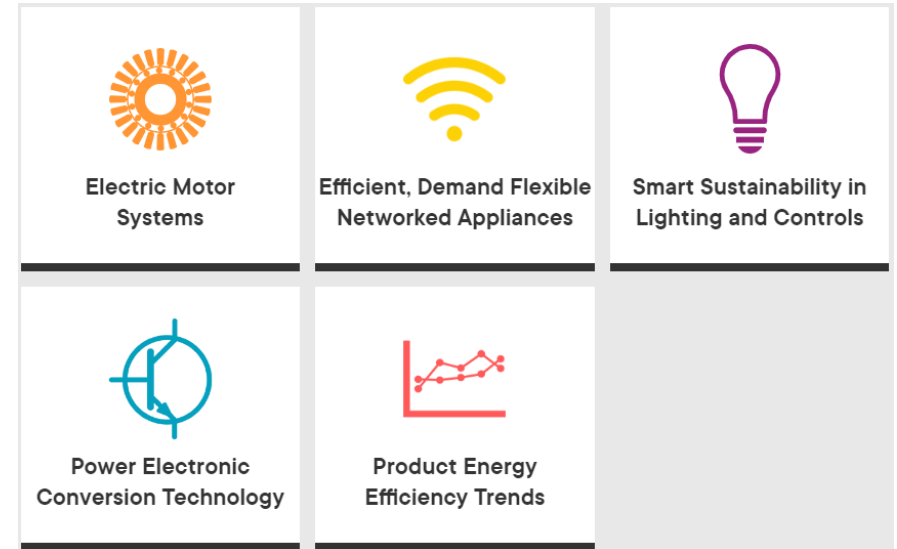 Electric Motor
Systems
Efficient, Demand Flexible
Networked Appliances
Smart Sustainability in
Lighting and Controls
Power Electronic
Conversion Technology
Product Energy
Efficiency Trends